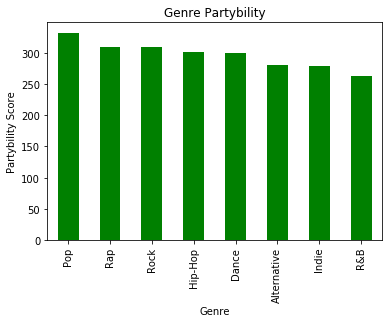 Genre Partybility
Partybility Score
300
250
200
150
100
50
0
Pop
Rap
Rock
Hip-Hop
Dance
Alternative
Indie
R&B
Genre